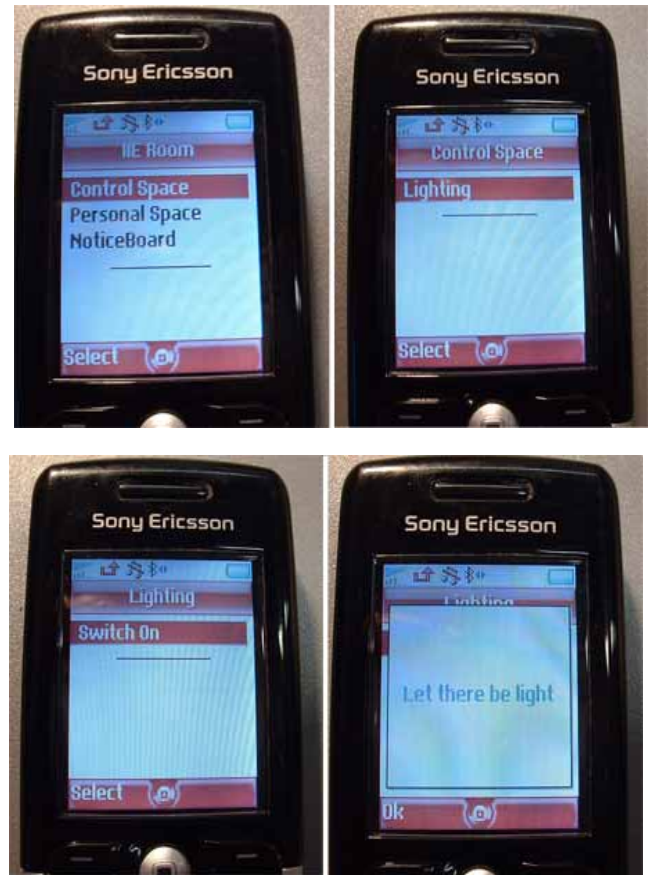 Sony Ericsson
IIE Room
Control Space
Personal Space
NoticeBoard
Select
Sony Ericsson
Control Space
Lighting
Select
Sony Ericsson
Lighting
Switch On
Select
Sony Ericsson
Lighting
Let there be light
Ok